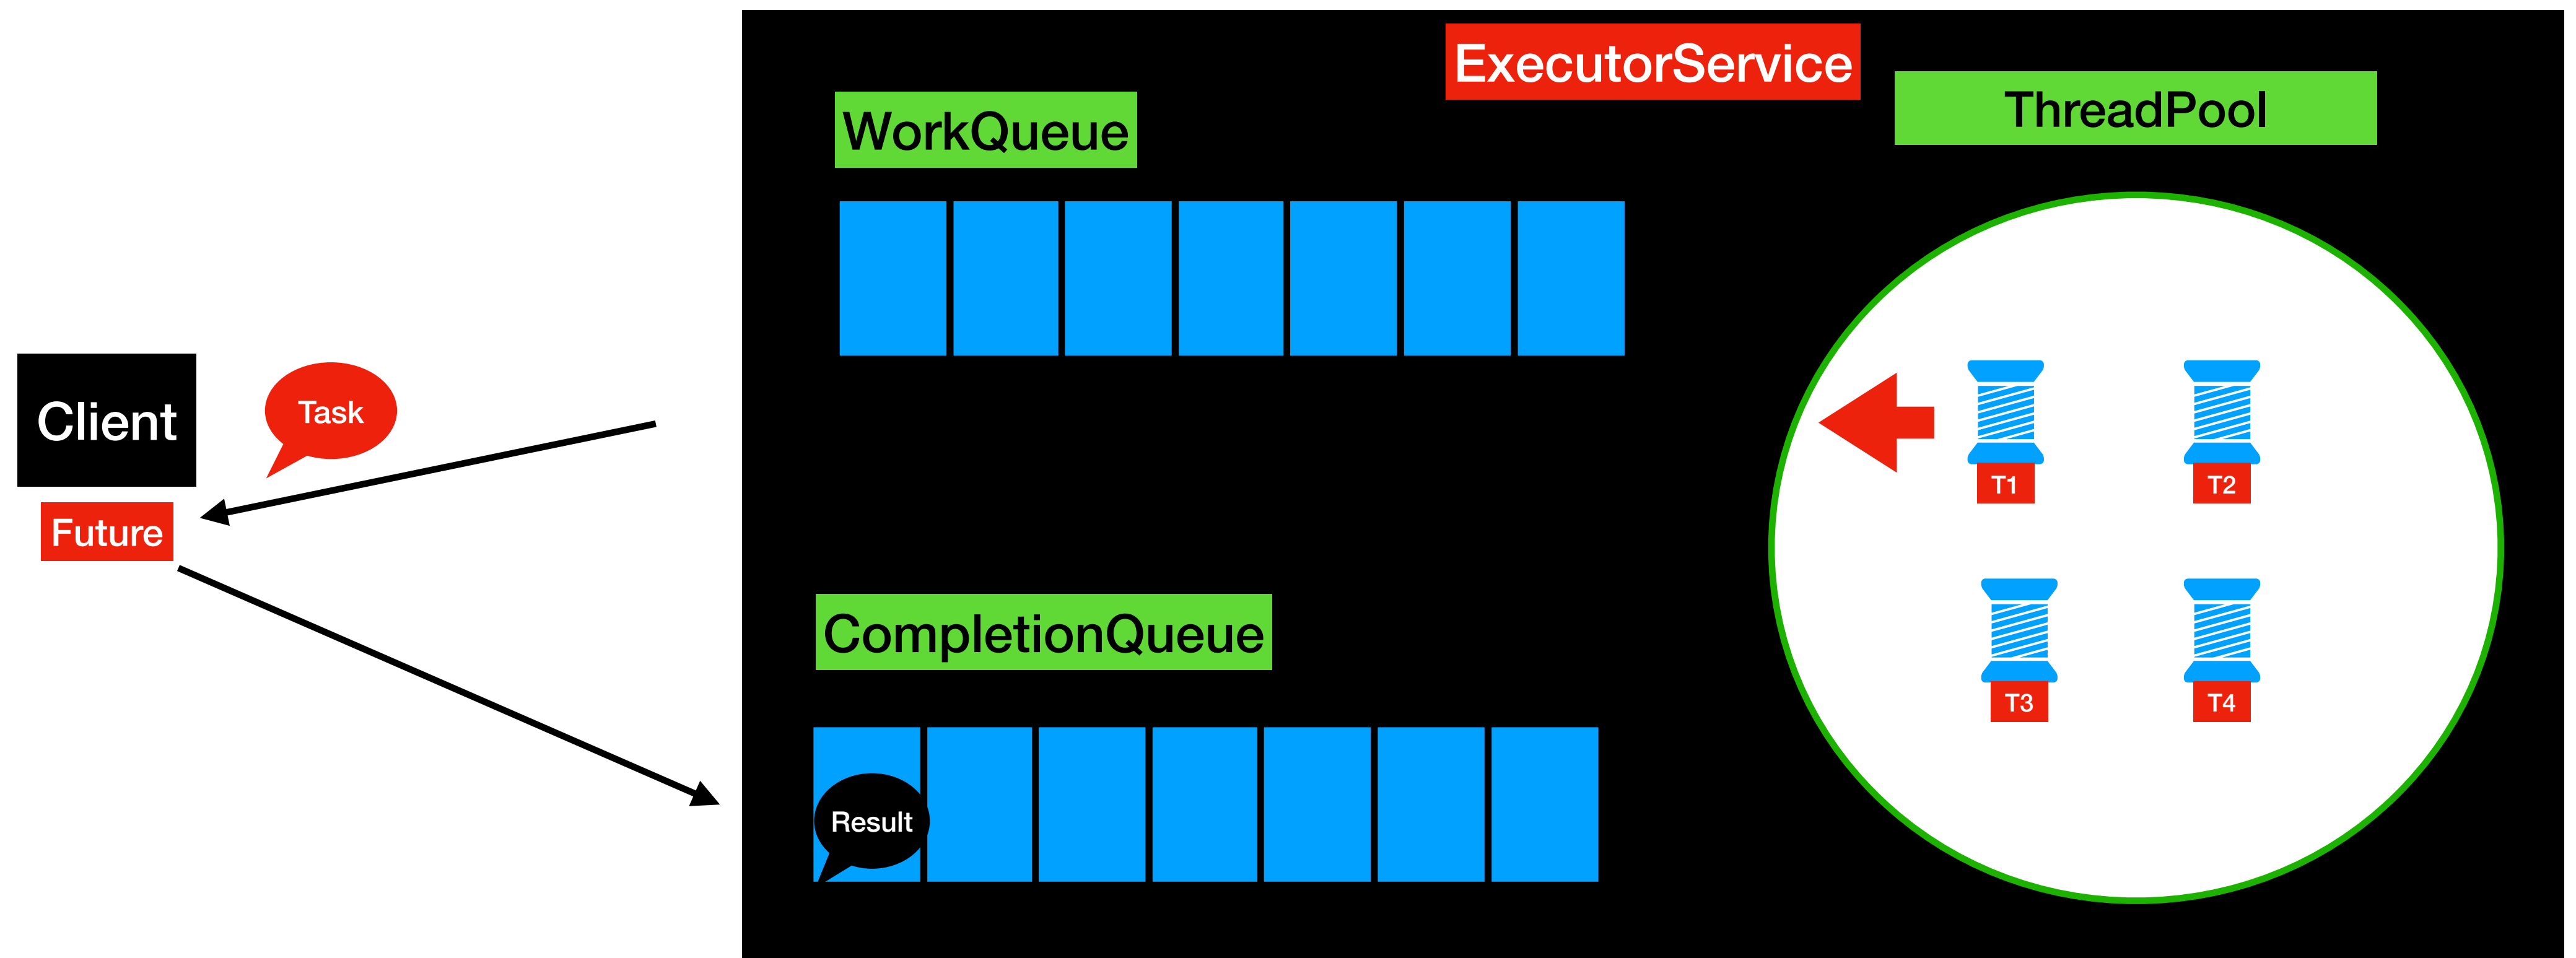 ExecutorService
ThreadPool
WorkQueue
Client
Task
Future
T1
T2
CompletionQueue
T3
T4
Result